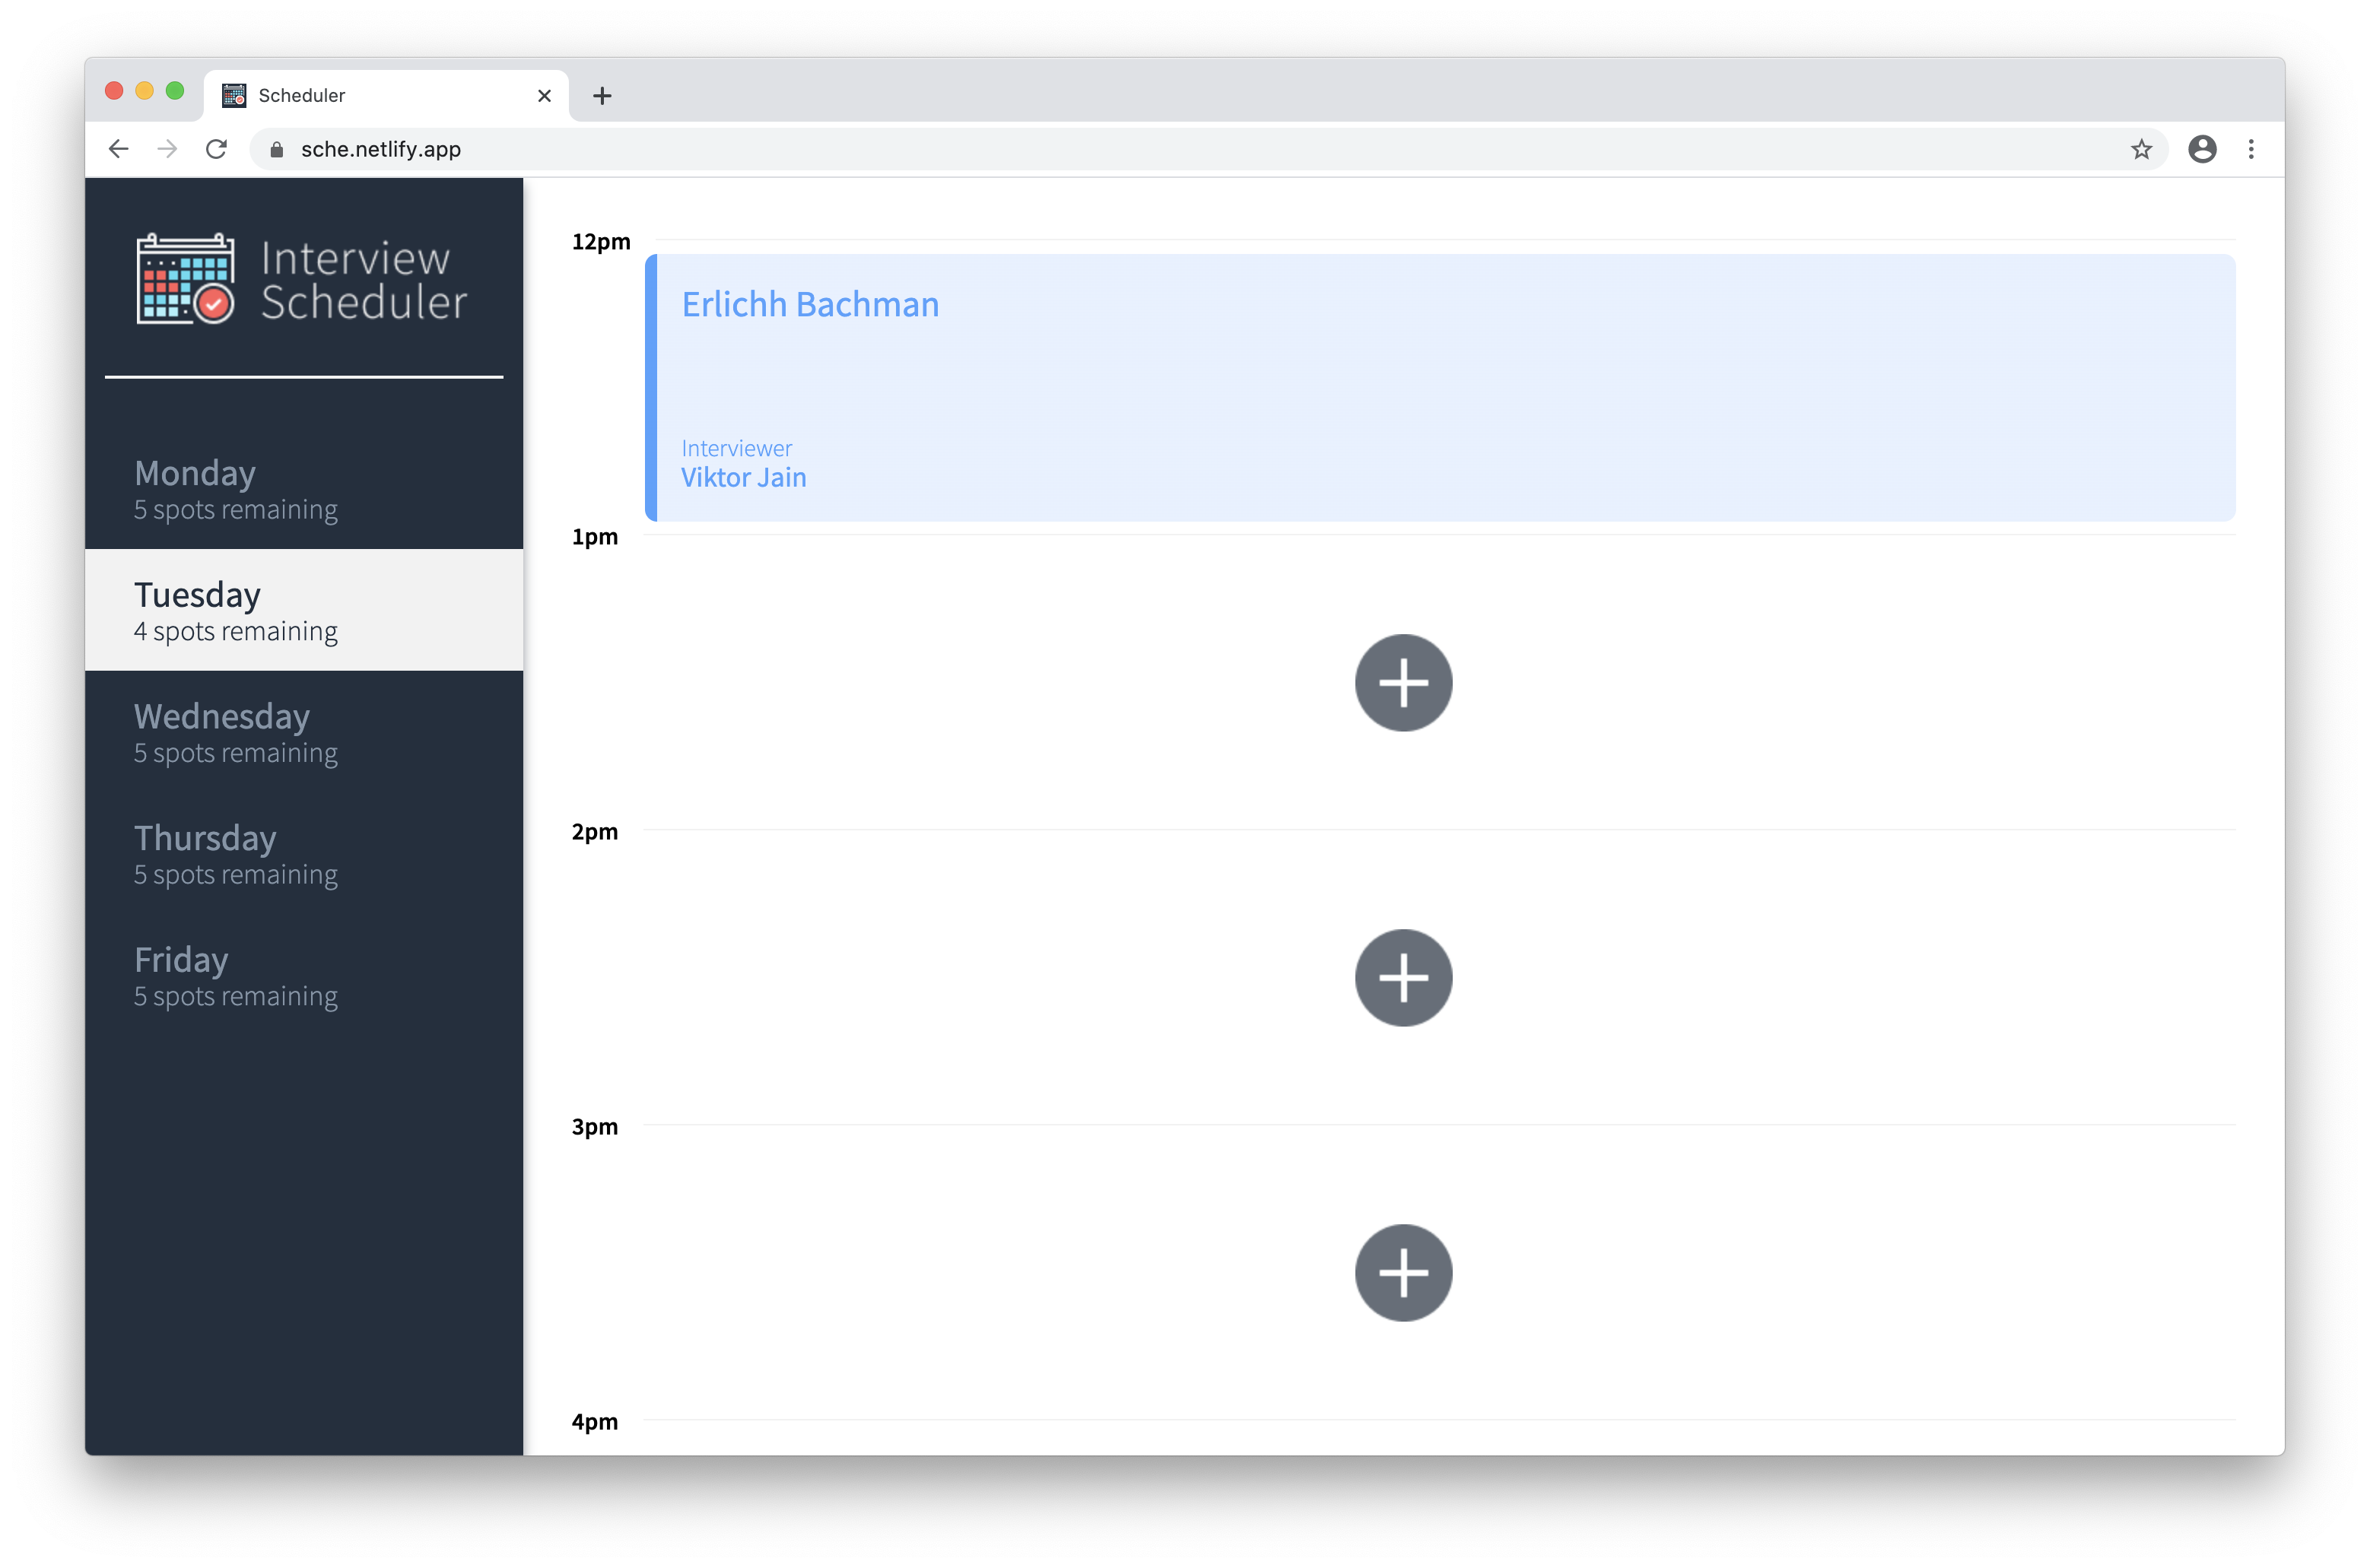 Scheduler
sche.netlify.app
Interview
Scheduler
Monday
5 spots remaining
Tuesday
4 spots remaining
Wednesday
5 spots remaining
Thursday
5 spots remaining
Friday
5 spots remaining
12pm
Erlichh Bachman
Interviewer
Viktor Jain
1pm
2pm
3pm
4pm